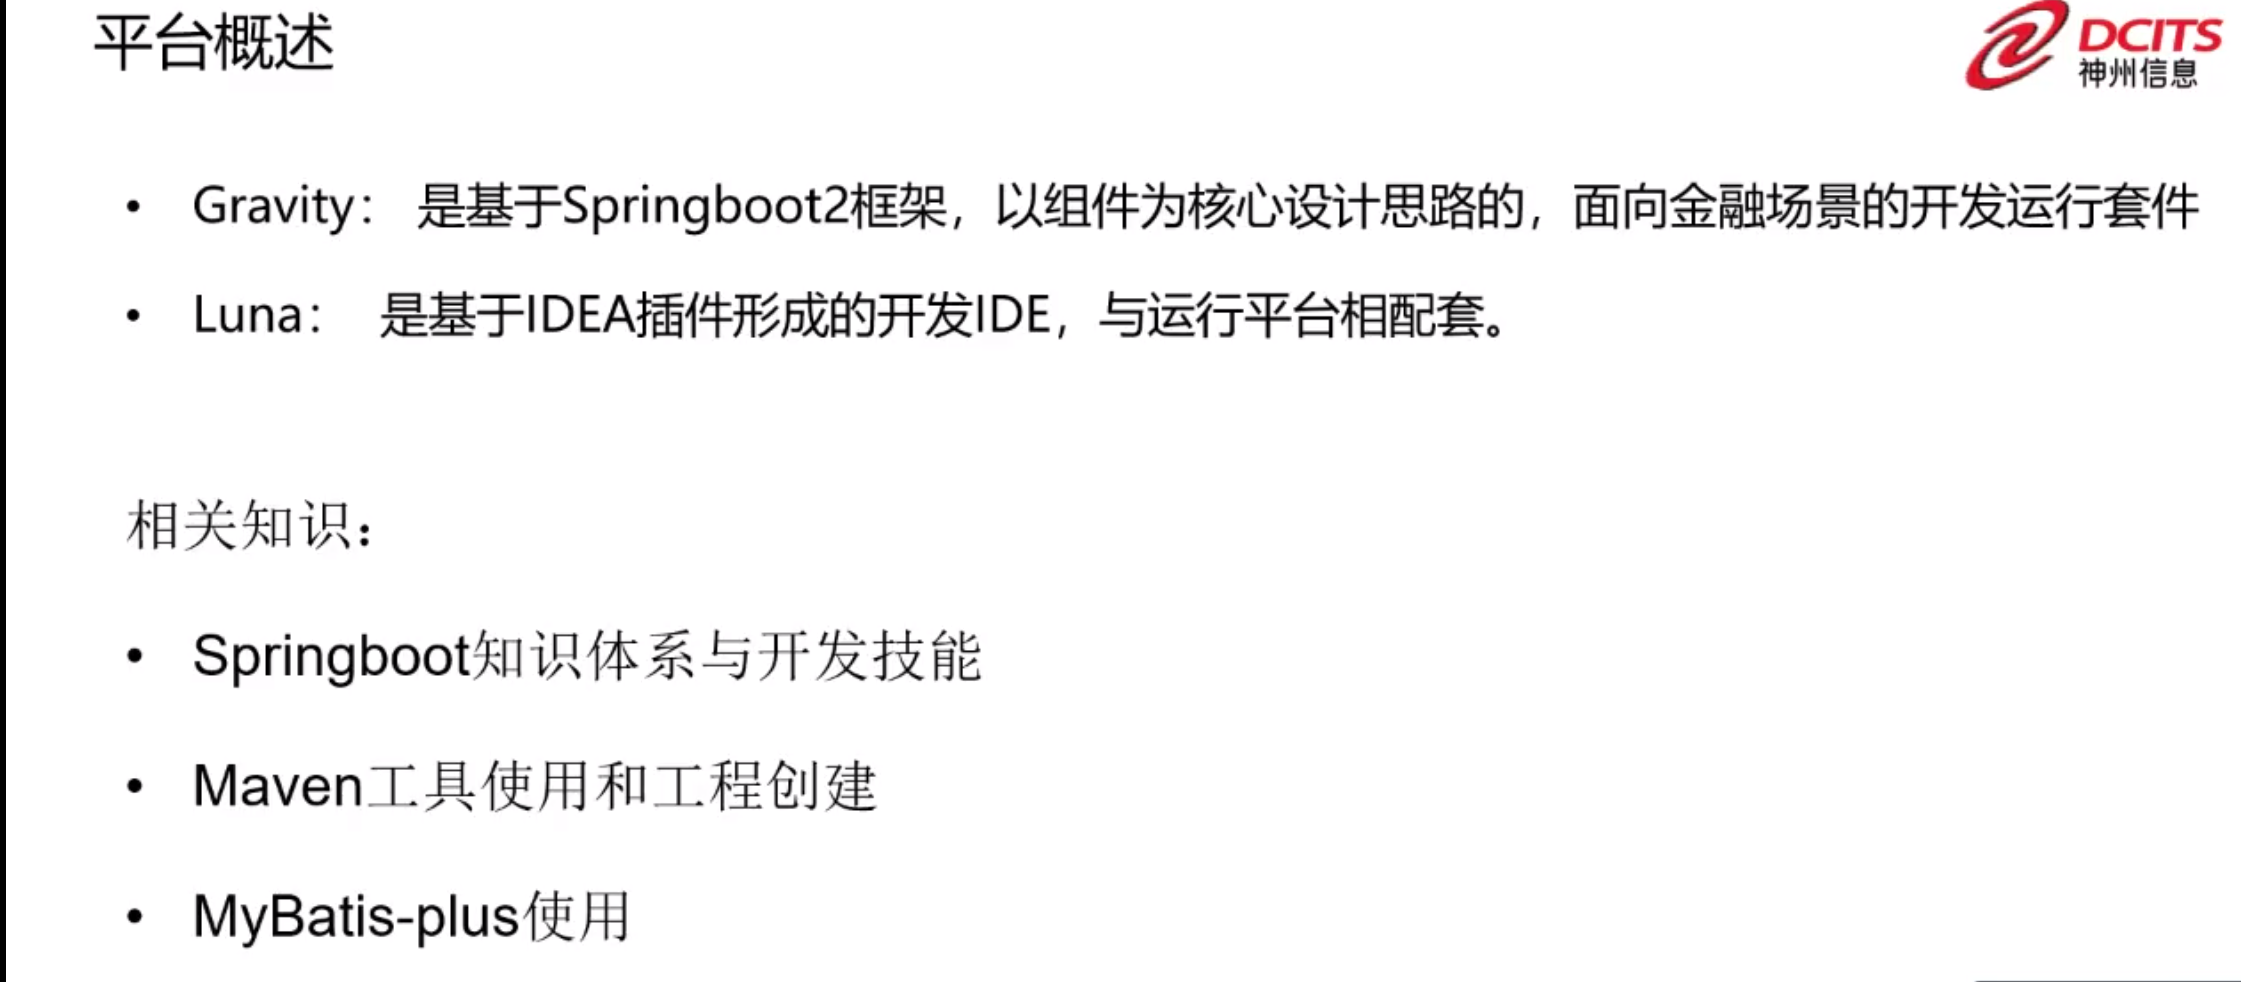 平台概述
DCITS
神州信息
• Gravity： 是基于Springboot2框架，以组件为核心设计思路的，面向金融场景的开发运行套件
• Luna： 是基于IDEA插件形成的开发IDE，与运行平台相配套。
相关知识：
• Springboot知识体系与开发技能
• Maven工具使用和工程创建
• MyBatis-plus使用